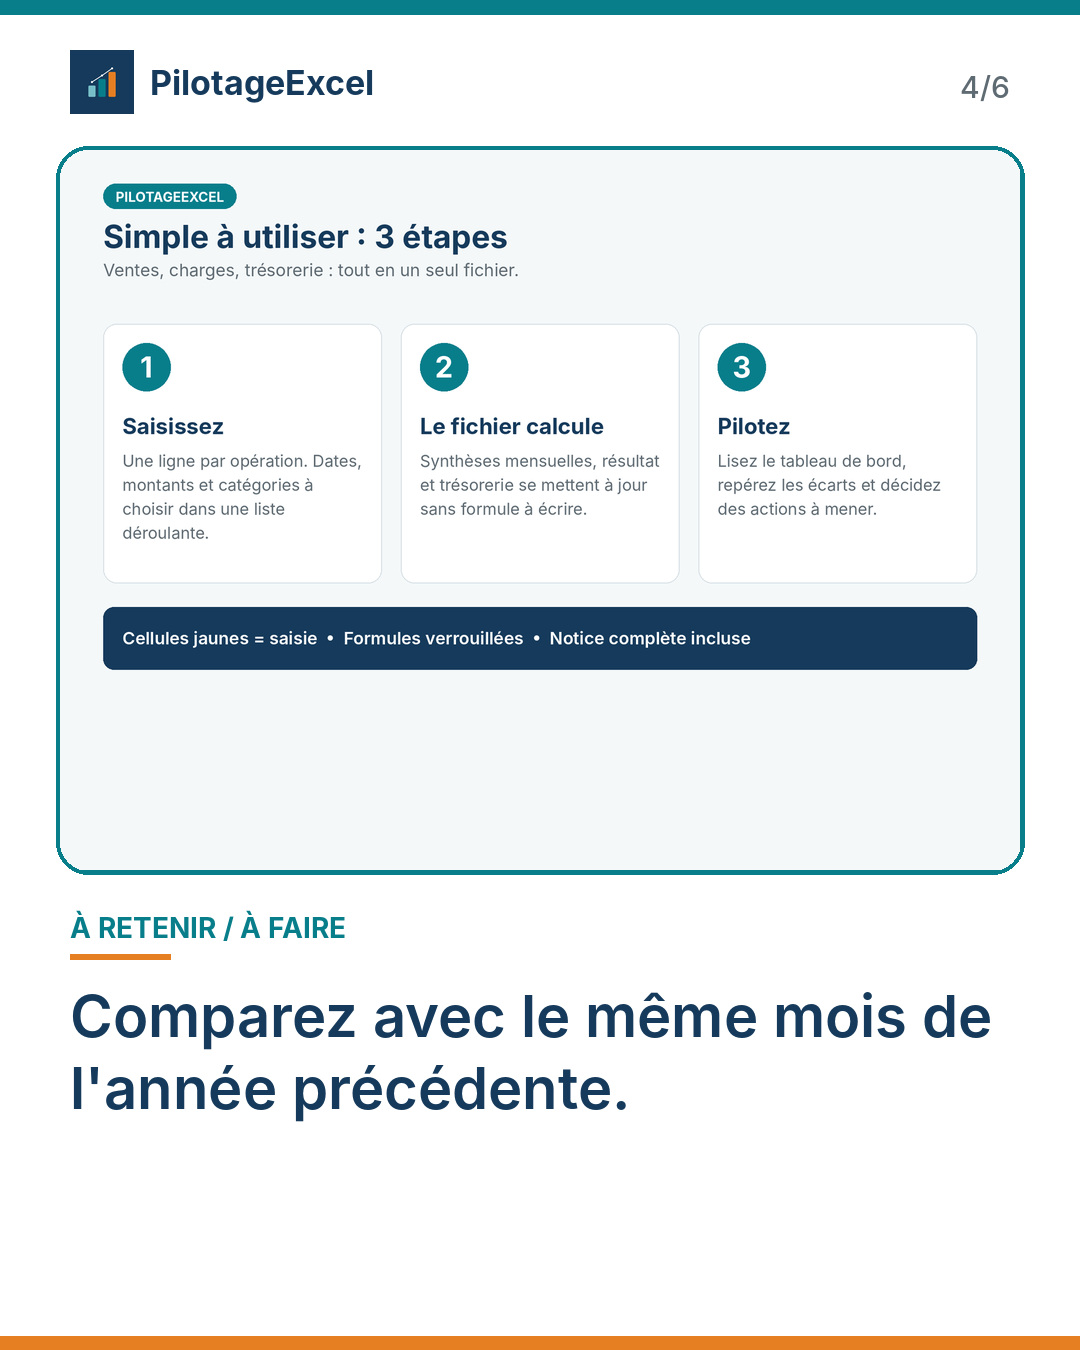 PilotageExcel
4/6
PILOTAGEEXCEL
Simple à utiliser : 3 étapes
Ventes, charges, trésorerie : tout en un seul fichier.
1
Saisissez
Une ligne par opération. Dates,
montants et catégories à
choisir dans une liste
déroulante.
2
Le fichier calcule
Synthèses mensuelles, résultat
et trésorerie se mettent à jour
sans formule à écrire.
3
Pilotez
Lisez le tableau de bord,
repérez les écarts et décidez
des actions à mener.
Cellules jaunes = saisie • Formules verrouillées • Notice complète incluse
À RETENIR / À FAIRE
Comparez avec le même mois de
l'année précédente.